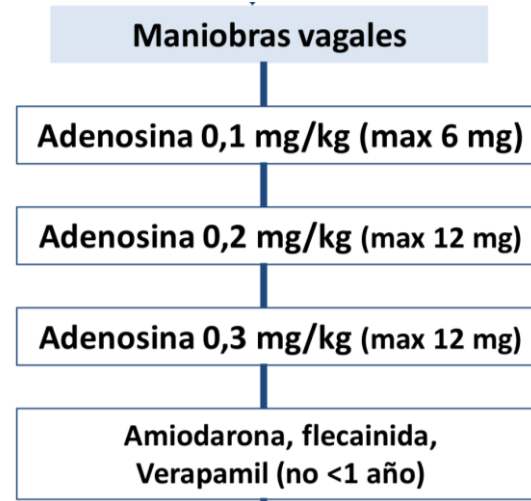 Maniobras vagales
Adenosina 0,1 mg/kg (max 6 mg)
Adenosina 0,2 mg/kg (max 12 mg)
Adenosina 0,3 mg/kg (max 12 mg)
Amiodarona, flecainida,
Verapamil (no <1 año)